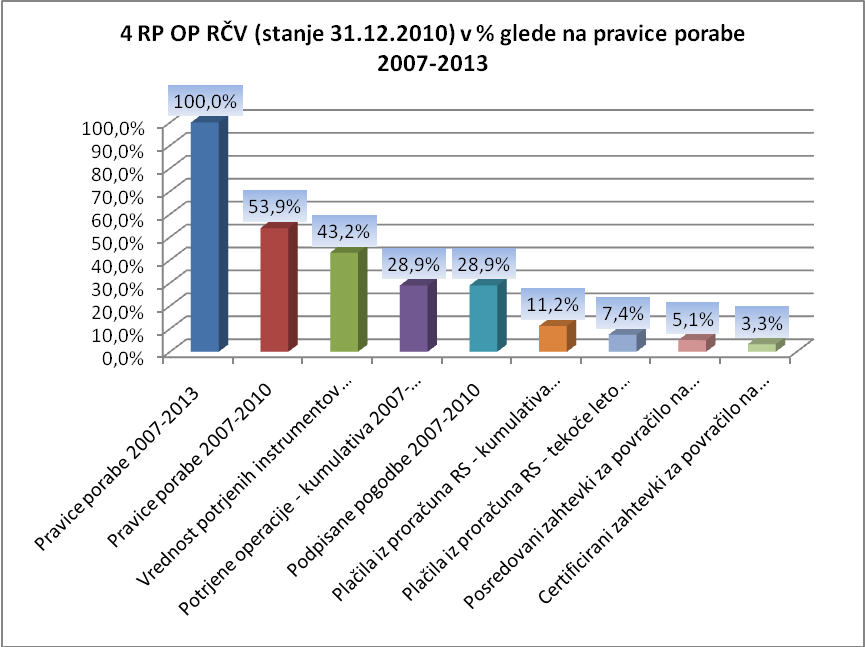 4 RP OP RČV (stanje 31.12.2010) v % glede na pravice porabe
2007-2013
100,0%
90,0%
80,0%
70,0%
60,0%
50,0%
40,0%
30,0%
20,0%
10,0%
0,0%
100,0%
53,9%
43,2%
28,9%
28,9%
11,2%
7,4%
5,1%
3,3%
Pravice porabe 2007-2013
Pravice porabe 2007-2010
Vrednost potrjenih instrumentov...
Potrjene operacije - kumulativa 2007-...
Podpisane pogodbe 2007-2010
Plačila iz proračuna RS - kumulativa...
Plačila iz proračuna RS - tekoče leto...
Posredovani zahtevki za povračilo na...
Certificirani zahtevki za povračilo na...